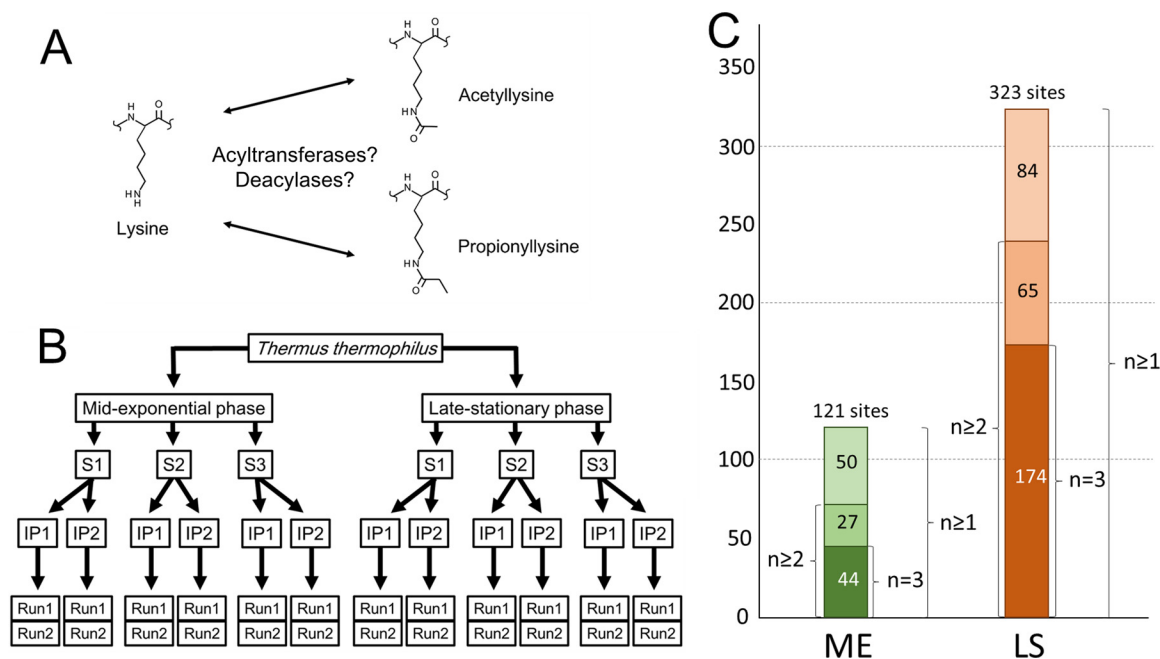 A
H
N
O
H
N
H
Lysine
Acyltransferases?
Deacylases?
H
N
O
HN
O
Acetyllysine
H
N
O
HN
O
Propionyllysine
B
Thermus thermophilus
Mid-exponential phase
Late-stationary phase
S1 S2 S3 S1 S2 S3
IP1 IP2 IP1 IP2 IP1 IP2 IP1 IP2 IP1 IP2 IP1 IP2
Run1 Run1 Run1 Run1 Run1 Run1 Run1 Run1 Run1 Run1 Run1 Run1
Run2 Run2 Run2 Run2 Run2 Run2 Run2 Run2 Run2 Run2 Run2 Run2
C
350
300
250
200
150
100
50
0
121 sites
50
27
44
n≥2
n=3
n≥1
ME
323 sites
84
65
174
n≥2
n=3
n≥1
LS